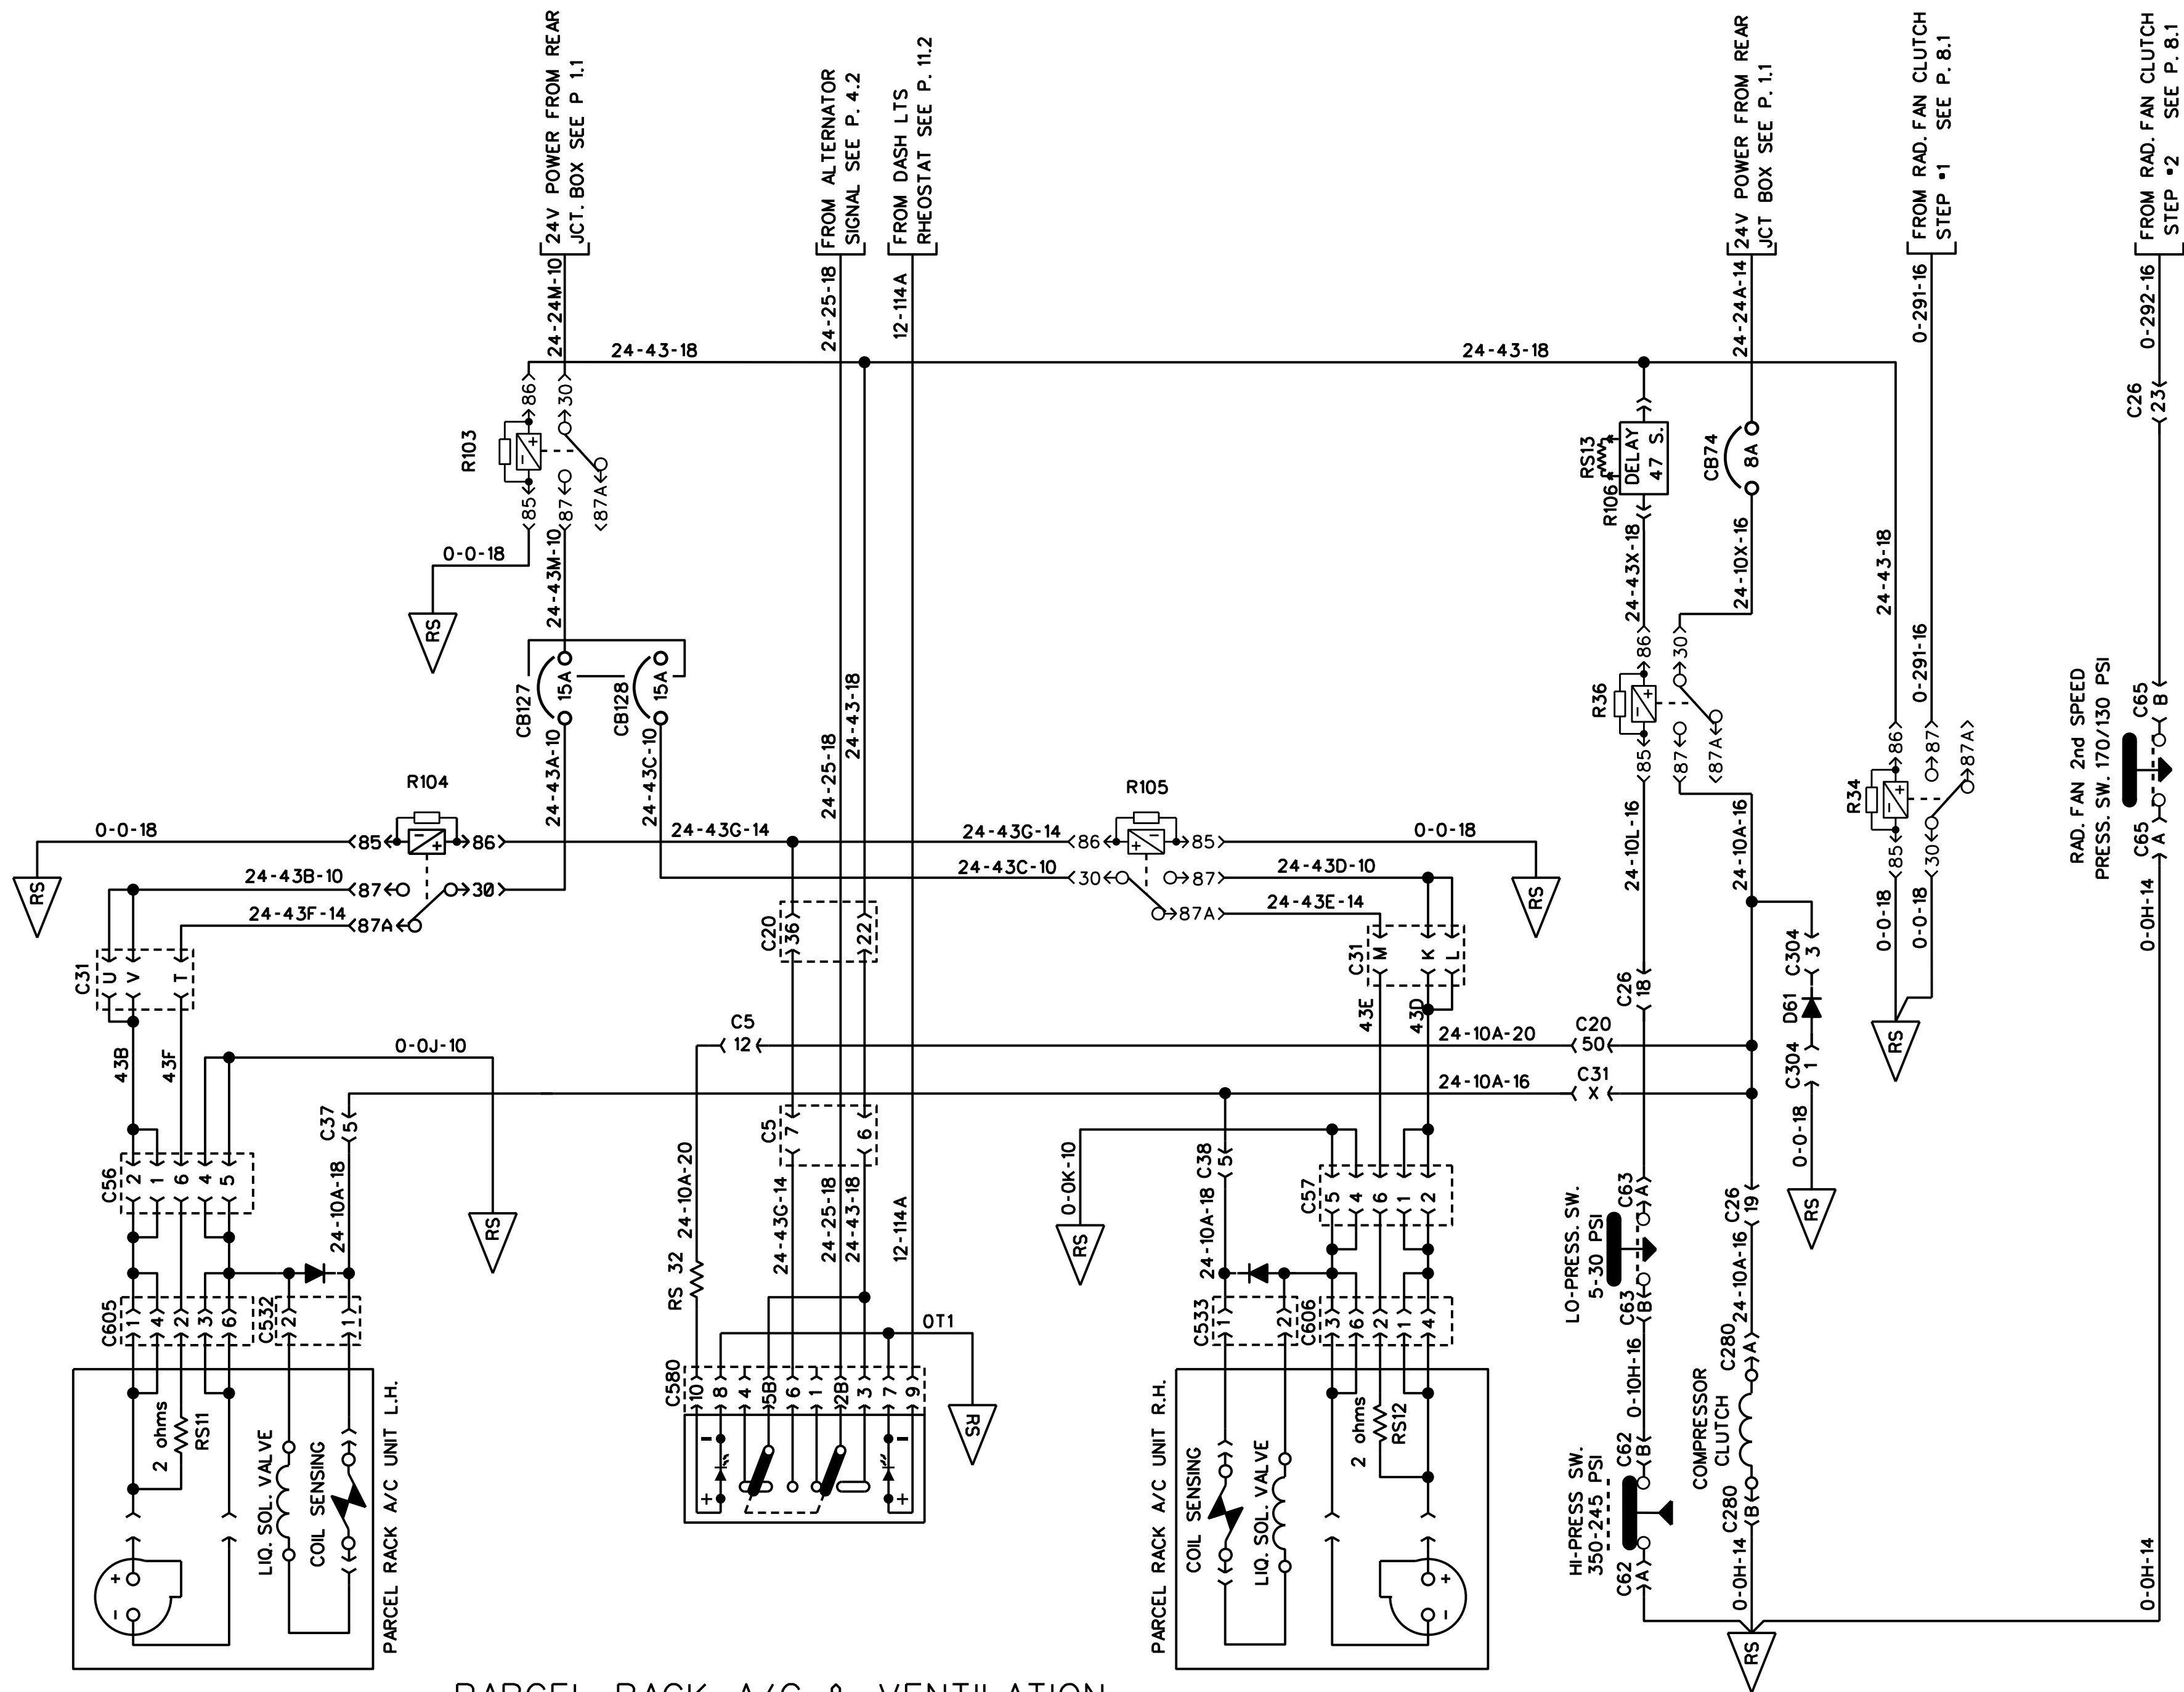 24V POWER FROM REAR
JCT. BOX SEE P 1.1
FROM ALTERNATOR
SIGNAL SEE P. 4.2
FROM DASH LTS
RHEOSTAT SEE P. 11.2
24V POWER FROM REAR
JCT BOX SEE P. 1.1
FROM RAD. FAN CLUTCH
STEP #1 SEE P. 8.1
FROM RAD. FAN CLUTCH
STEP #2 SEE P. 8.1
24-24M-10
24-25-18
12-114A
24-24A-14
0-291-16
0-292-16
24-43-18
24-43-18
C26
23
R103
86
30
85
87
87A
0-0-18
RS
24-43M-10
RS13
R106
DELAY
47 S.
CB74
8A
24-43X-18
24-10X-16
24-43-18
0-291-16
CB127
15A
CB128
15A
24-43A-10
24-43C-10
24-25-18
24-43-18
R36
86
30
85
87
87A
R34
86
87
87A
85
30
RAD. FAN 2nd SPEED
PRESS. SW. 170/130 PSI
C65
B
C65
A
R104
0-0-18
85
86
24-43G-14
24-43G-14
R105
86
85
0-0-18
24-43B-10
87
30
24-43C-10
30
87
24-43D-10
24-43F-14
87A
87A
24-43E-14
RS
RS
24-10L-16
24-10A-16
0-0-18
0-0-18
0-0H-14
C31
U
V
T
C20
36
22
C31
M
K
L
C26
18
C304
3
D61
C304
1
0-0-18
RS
RS
43B
43F
0-0J-10
C5
12
43E
43D
24-10A-20
C20
50
24-10A-16
C31
X
C37
5
24-10A-18
RS
C5
7
6
24-10A-20
24-43G-14
24-25-18
24-43-18
12-114A
RS 32
0-0K-10
RS
C38
5
24-10A-18
C56
2
1
6
4
5
C57
5
4
6
1
2
C605
1
4
2
3
6
C532
2
1
C533
1
2
C606
3
6
2
1
4
OT1
RS
C580
10
8
4
5B
6
1
2B
3
7
9
-
+
-
+
LO-PRESS. SW.
5-30 PSI
C63
A
C63
B
0-10H-16
C26
19
24-10A-16
C280
A
COMPRESSOR
CLUTCH
C280
B
0-0H-14
HI-PRESS SW.
350-245 PSI
C62
B
C62
A
0-0H-14
RS
2 ohms
RS11
LIQ. SOL. VALVE
COIL SENSING
+
-
PARCEL RACK A/C UNIT L.H.
PARCEL RACK A/C UNIT R.H.
COIL SENSING
LIQ. SOL. VALVE
2 ohms
RS12
+
-
PARCEL RACK A/C & VENTILATION